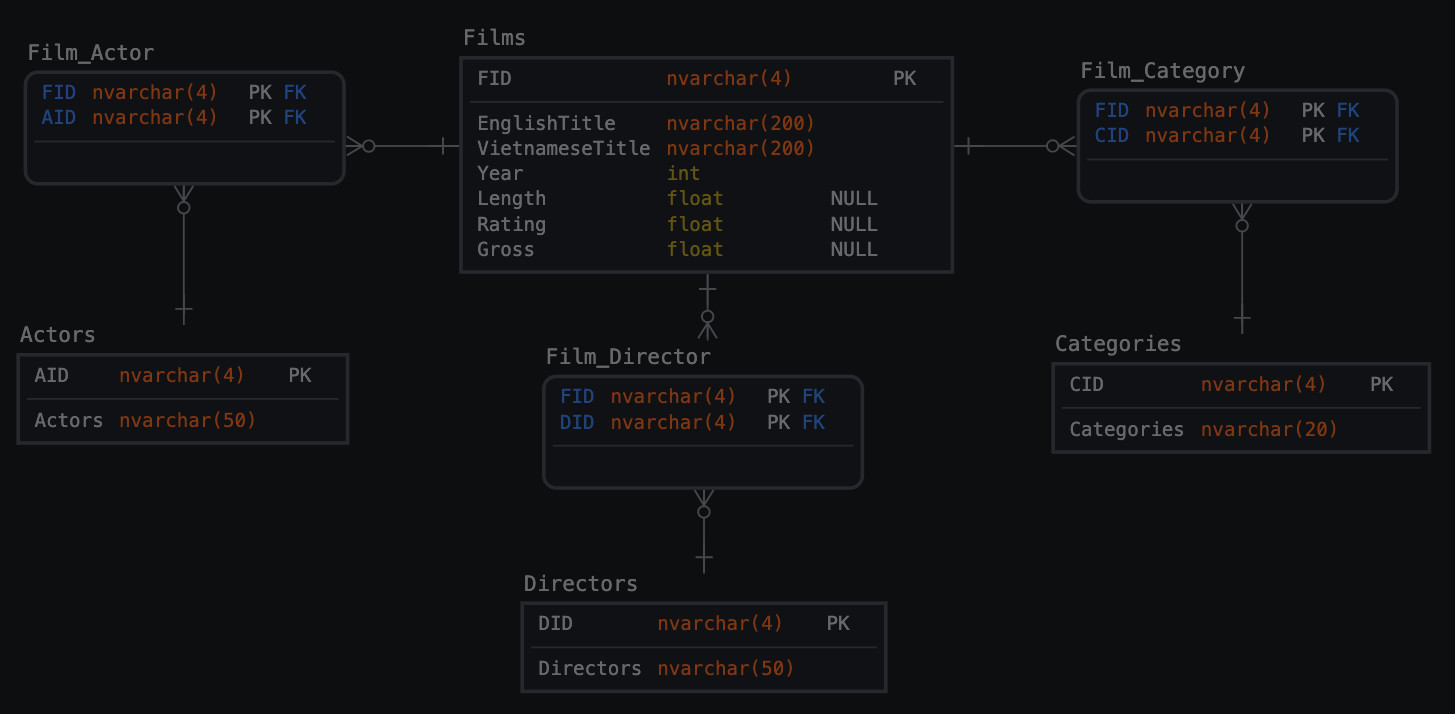 Film_Actor
FID nvarchar(4) PK FK
AID nvarchar(4) PK FK
Films
FID nvarchar(4) PK
EnglishTitle nvarchar(200)
VietnameseTitle nvarchar(200)
Year int
Length float NULL
Rating float NULL
Gross float NULL
Film_Category
FID nvarchar(4) PK FK
CID nvarchar(4) PK FK
Actors
AID nvarchar(4) PK
Actors nvarchar(50)
Film_Director
FID nvarchar(4) PK FK
DID nvarchar(4) PK FK
Categories
CID nvarchar(4) PK
Categories nvarchar(20)
Directors
DID nvarchar(4) PK
Directors nvarchar(50)